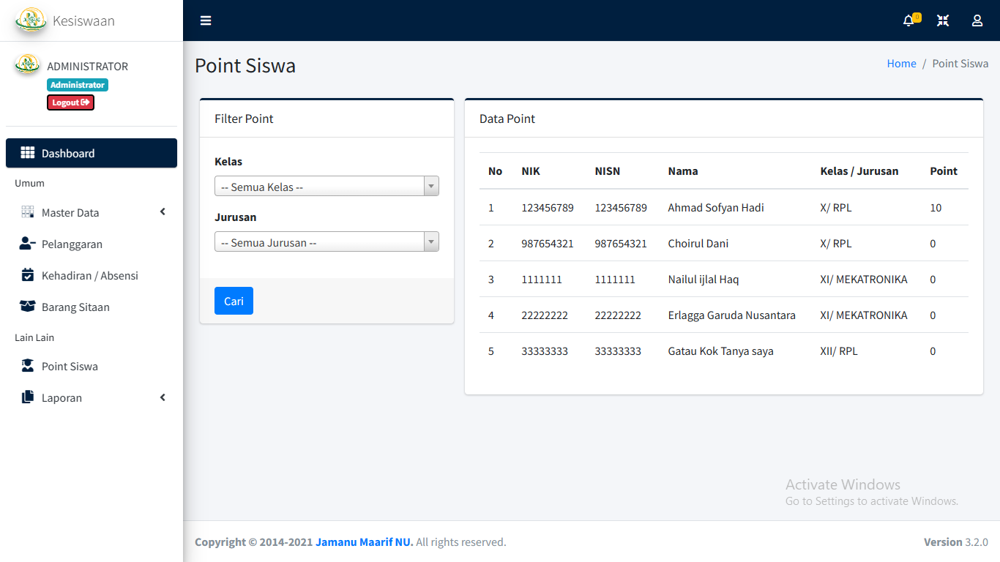 Kesiswaan
0
ADMINISTRATOR
Administrator
Logout
Dashboard
Umum
Master Data
Pelanggaran
Kehadiran / Absensi
Barang Sitaan
Lain Lain
Point Siswa
Laporan
Point Siswa
Home / Point Siswa
Filter Point
Kelas
-- Semua Kelas --
Jurusan
-- Semua Jurusan --
Cari
Data Point
No NIK NISN Nama Kelas / Jurusan Point
1 123456789 123456789 Ahmad Sofyan Hadi X/ RPL 10
2 987654321 987654321 Choirul Dani X/ RPL 0
3 1111111 1111111 Nailul ijlal Haq XI/ MEKATRONIKA 0
4 22222222 22222222 Erlagga Garuda Nusantara XI/ MEKATRONIKA 0
5 33333333 33333333 Gatau Kok Tanya saya XII/ RPL 0
Activate Windows
Go to Settings to activate Windows.
Copyright © 2014-2021 Jamanu Maarif NU. All rights reserved.
Version 3.2.0